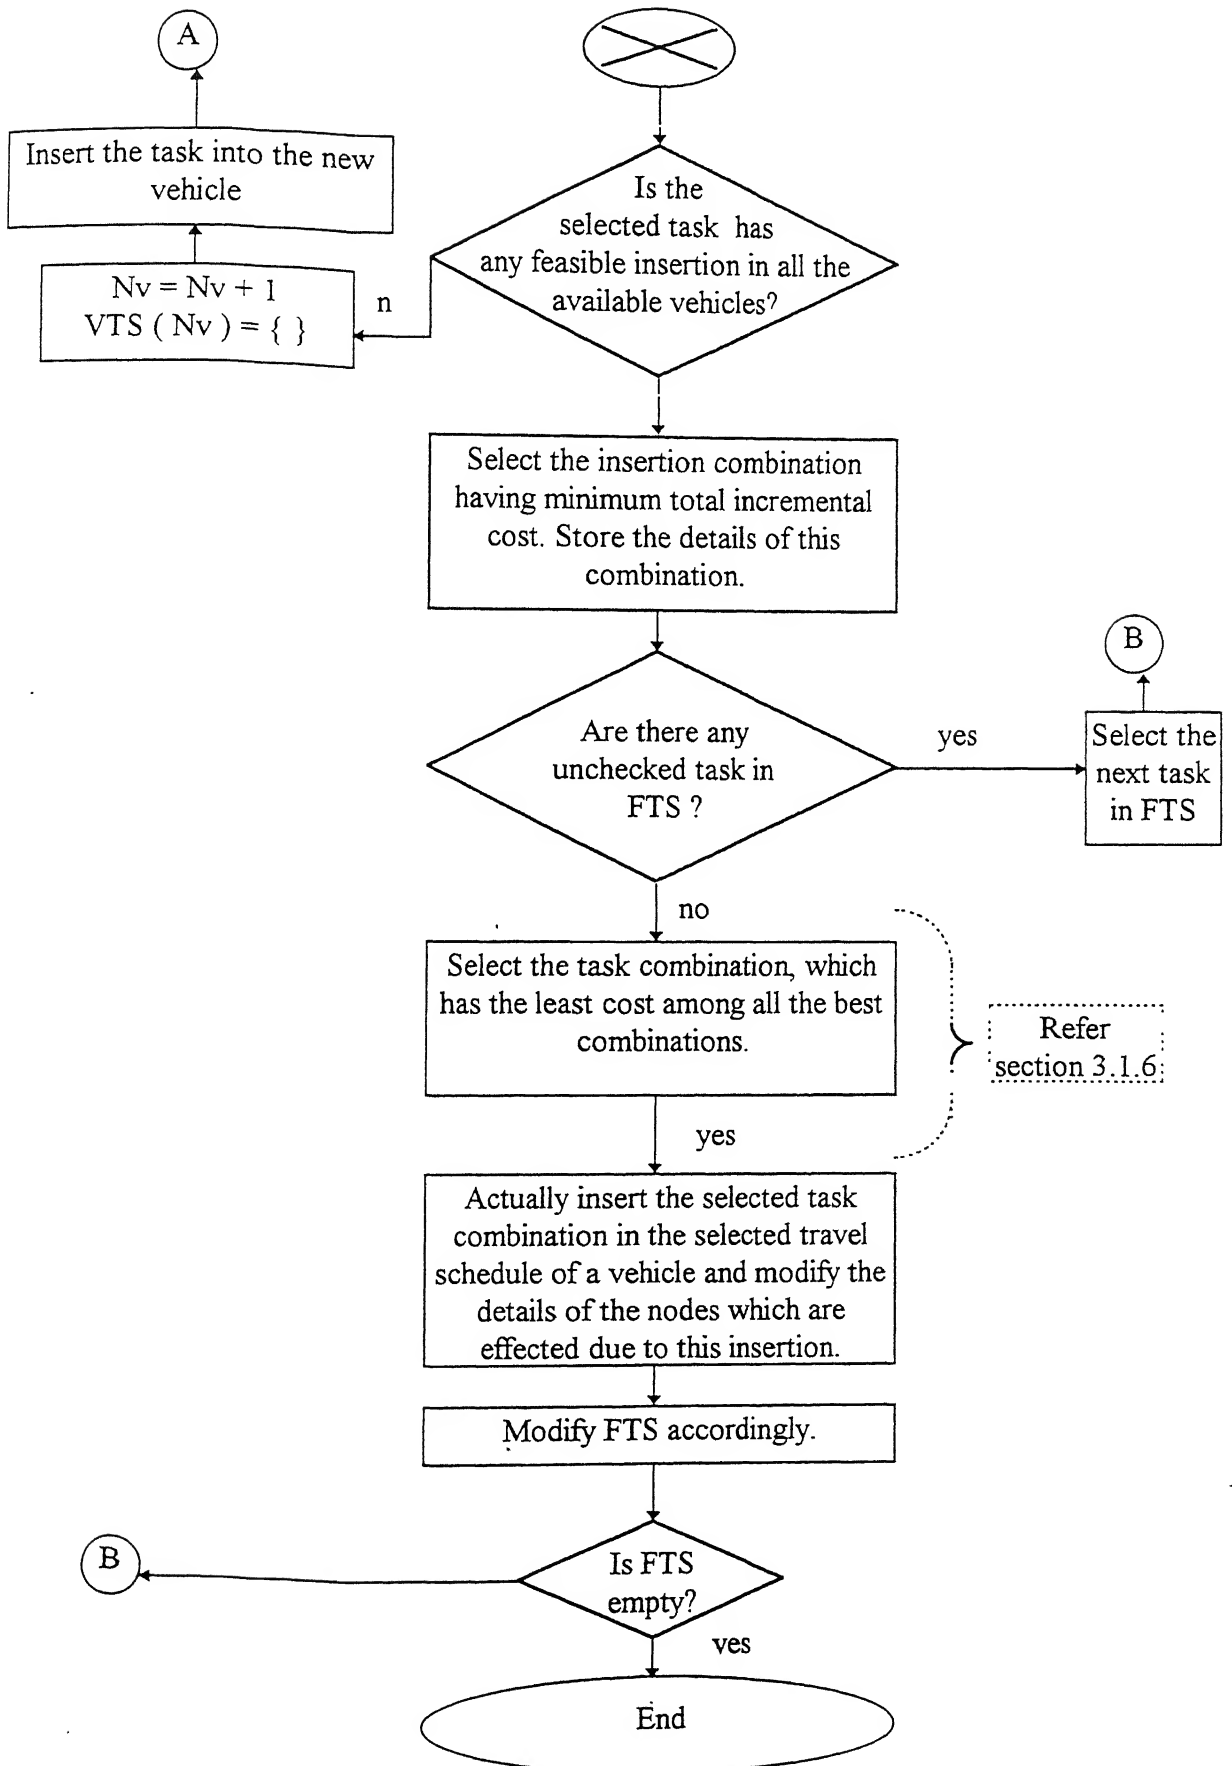 A
Insert the task into the new
vehicle
Nv = Nv + 1
VTS ( Nv ) = { }
n
Is the
selected task has
any feasible insertion in all the
available vehicles?
Select the insertion combination
having minimum total incremental
cost. Store the details of this
combination.
Are there any
unchecked task in
FTS ?
yes
B
Select the
next task
in FTS
no
Select the task combination, which
has the least cost among all the best
combinations.
Refer
section 3.1.6
yes
Actually insert the selected task
combination in the selected travel
schedule of a vehicle and modify the
details of the nodes which are
effected due to this insertion.
Modify FTS accordingly.
B
Is FTS
empty?
yes
End